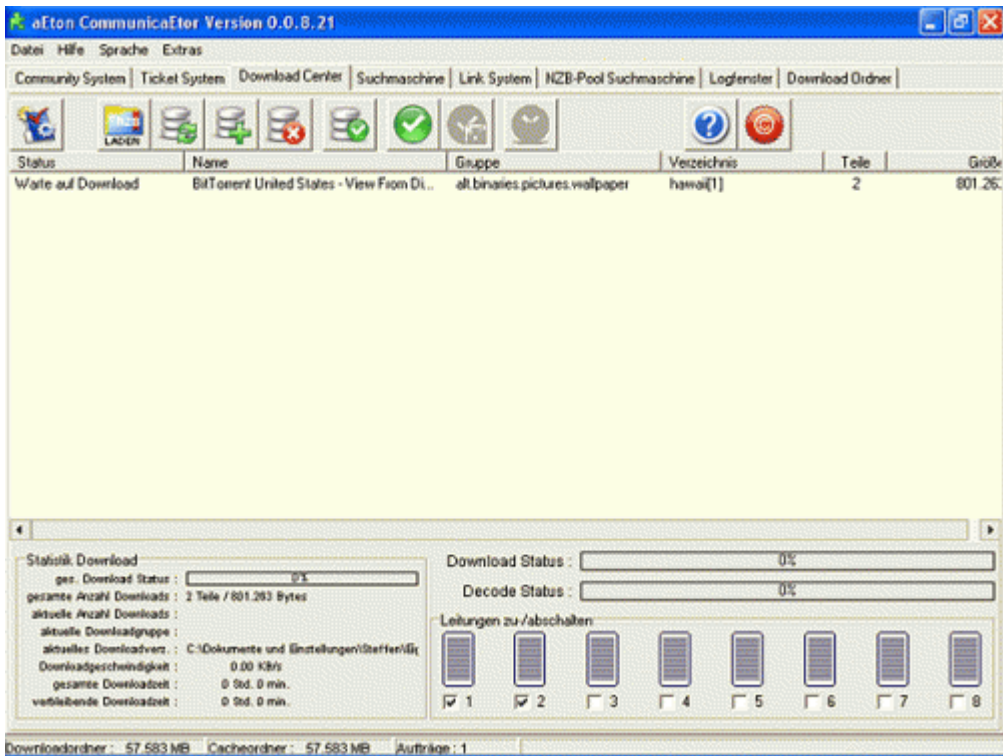 aEton CommunicaEtor Version 0.0.8.21
Datei Hilfe Sprache Extras
Community System Ticket System Download Center Suchmaschine Link System NZB-Pool Suchmaschine Logfenster Download Ordner
LADEN
Status Name Gruppe Verzeichnis Teile Größe
Warte auf Download BitTorrent United States - View From Di... alt.binaries.pictures.wallpaper hawaii[1] 2 801.263
Statistik Download
ges. Download Status : 0%
gesamte Anzahl Downloads : 2 Teile / 801.263 Bytes
aktuelle Anzahl Downloads :
aktuelle Downloadgruppe :
aktuelles Downloadverz. : C:\Dokumente und Einstellungen\Steffen\Eig
Downloadgeschwindigkeit : 0.00 KB/s
gesamte Downloadzeit : 0 Std. 0 min.
verbleibende Downloadzeit : 0 Std. 0 min.
Download Status : 0%
Decode Status : 0%
Leitungen zu-/abschalten
1 2 3 4 5 6 7 8
Downloadordner : 57.583 MB Cacheordner : 57.583 MB Aufträge : 1